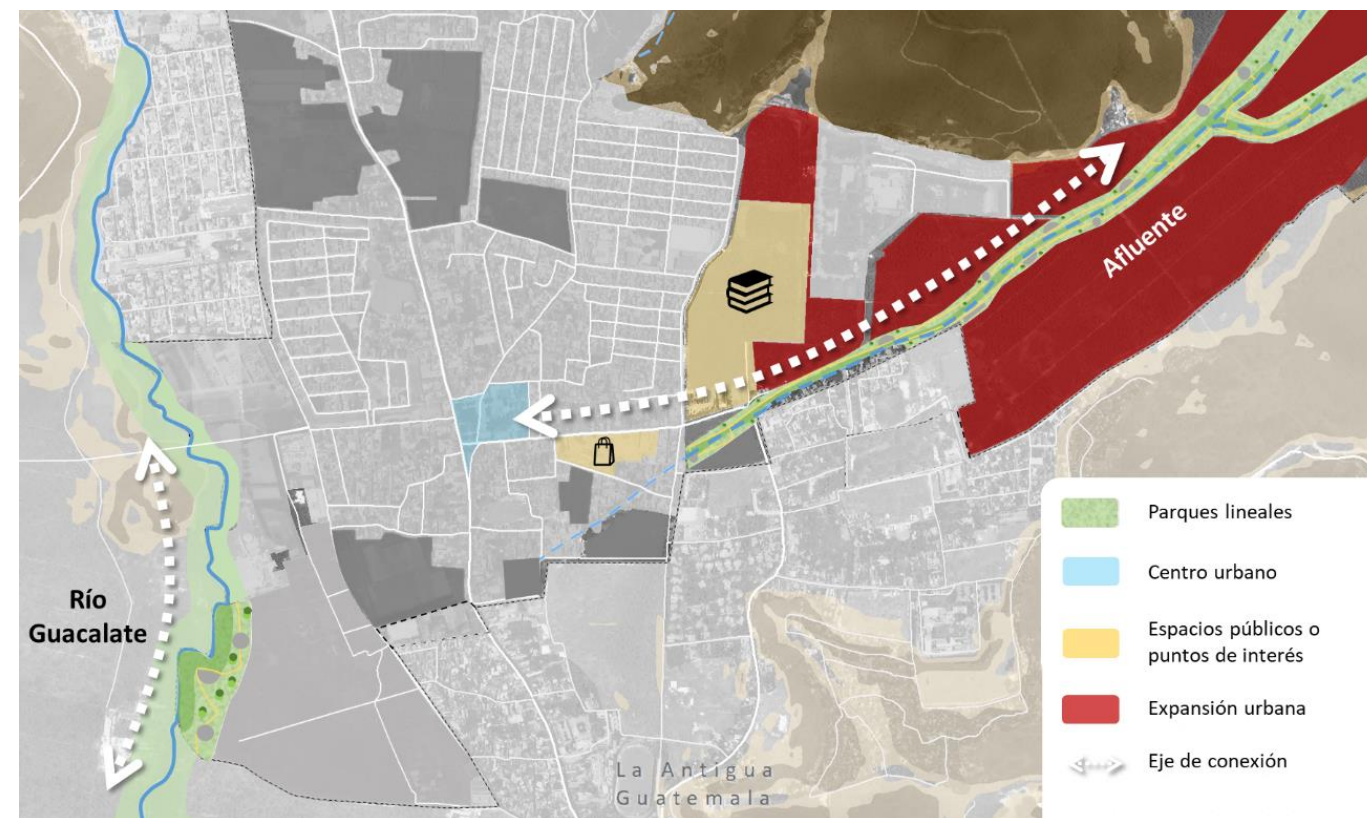 Afluente
Río
Guacalate
La Antigua
Guatemala
Parques lineales
Centro urbano
Espacios públicos o
puntos de interés
Expansión urbana
Eje de conexión